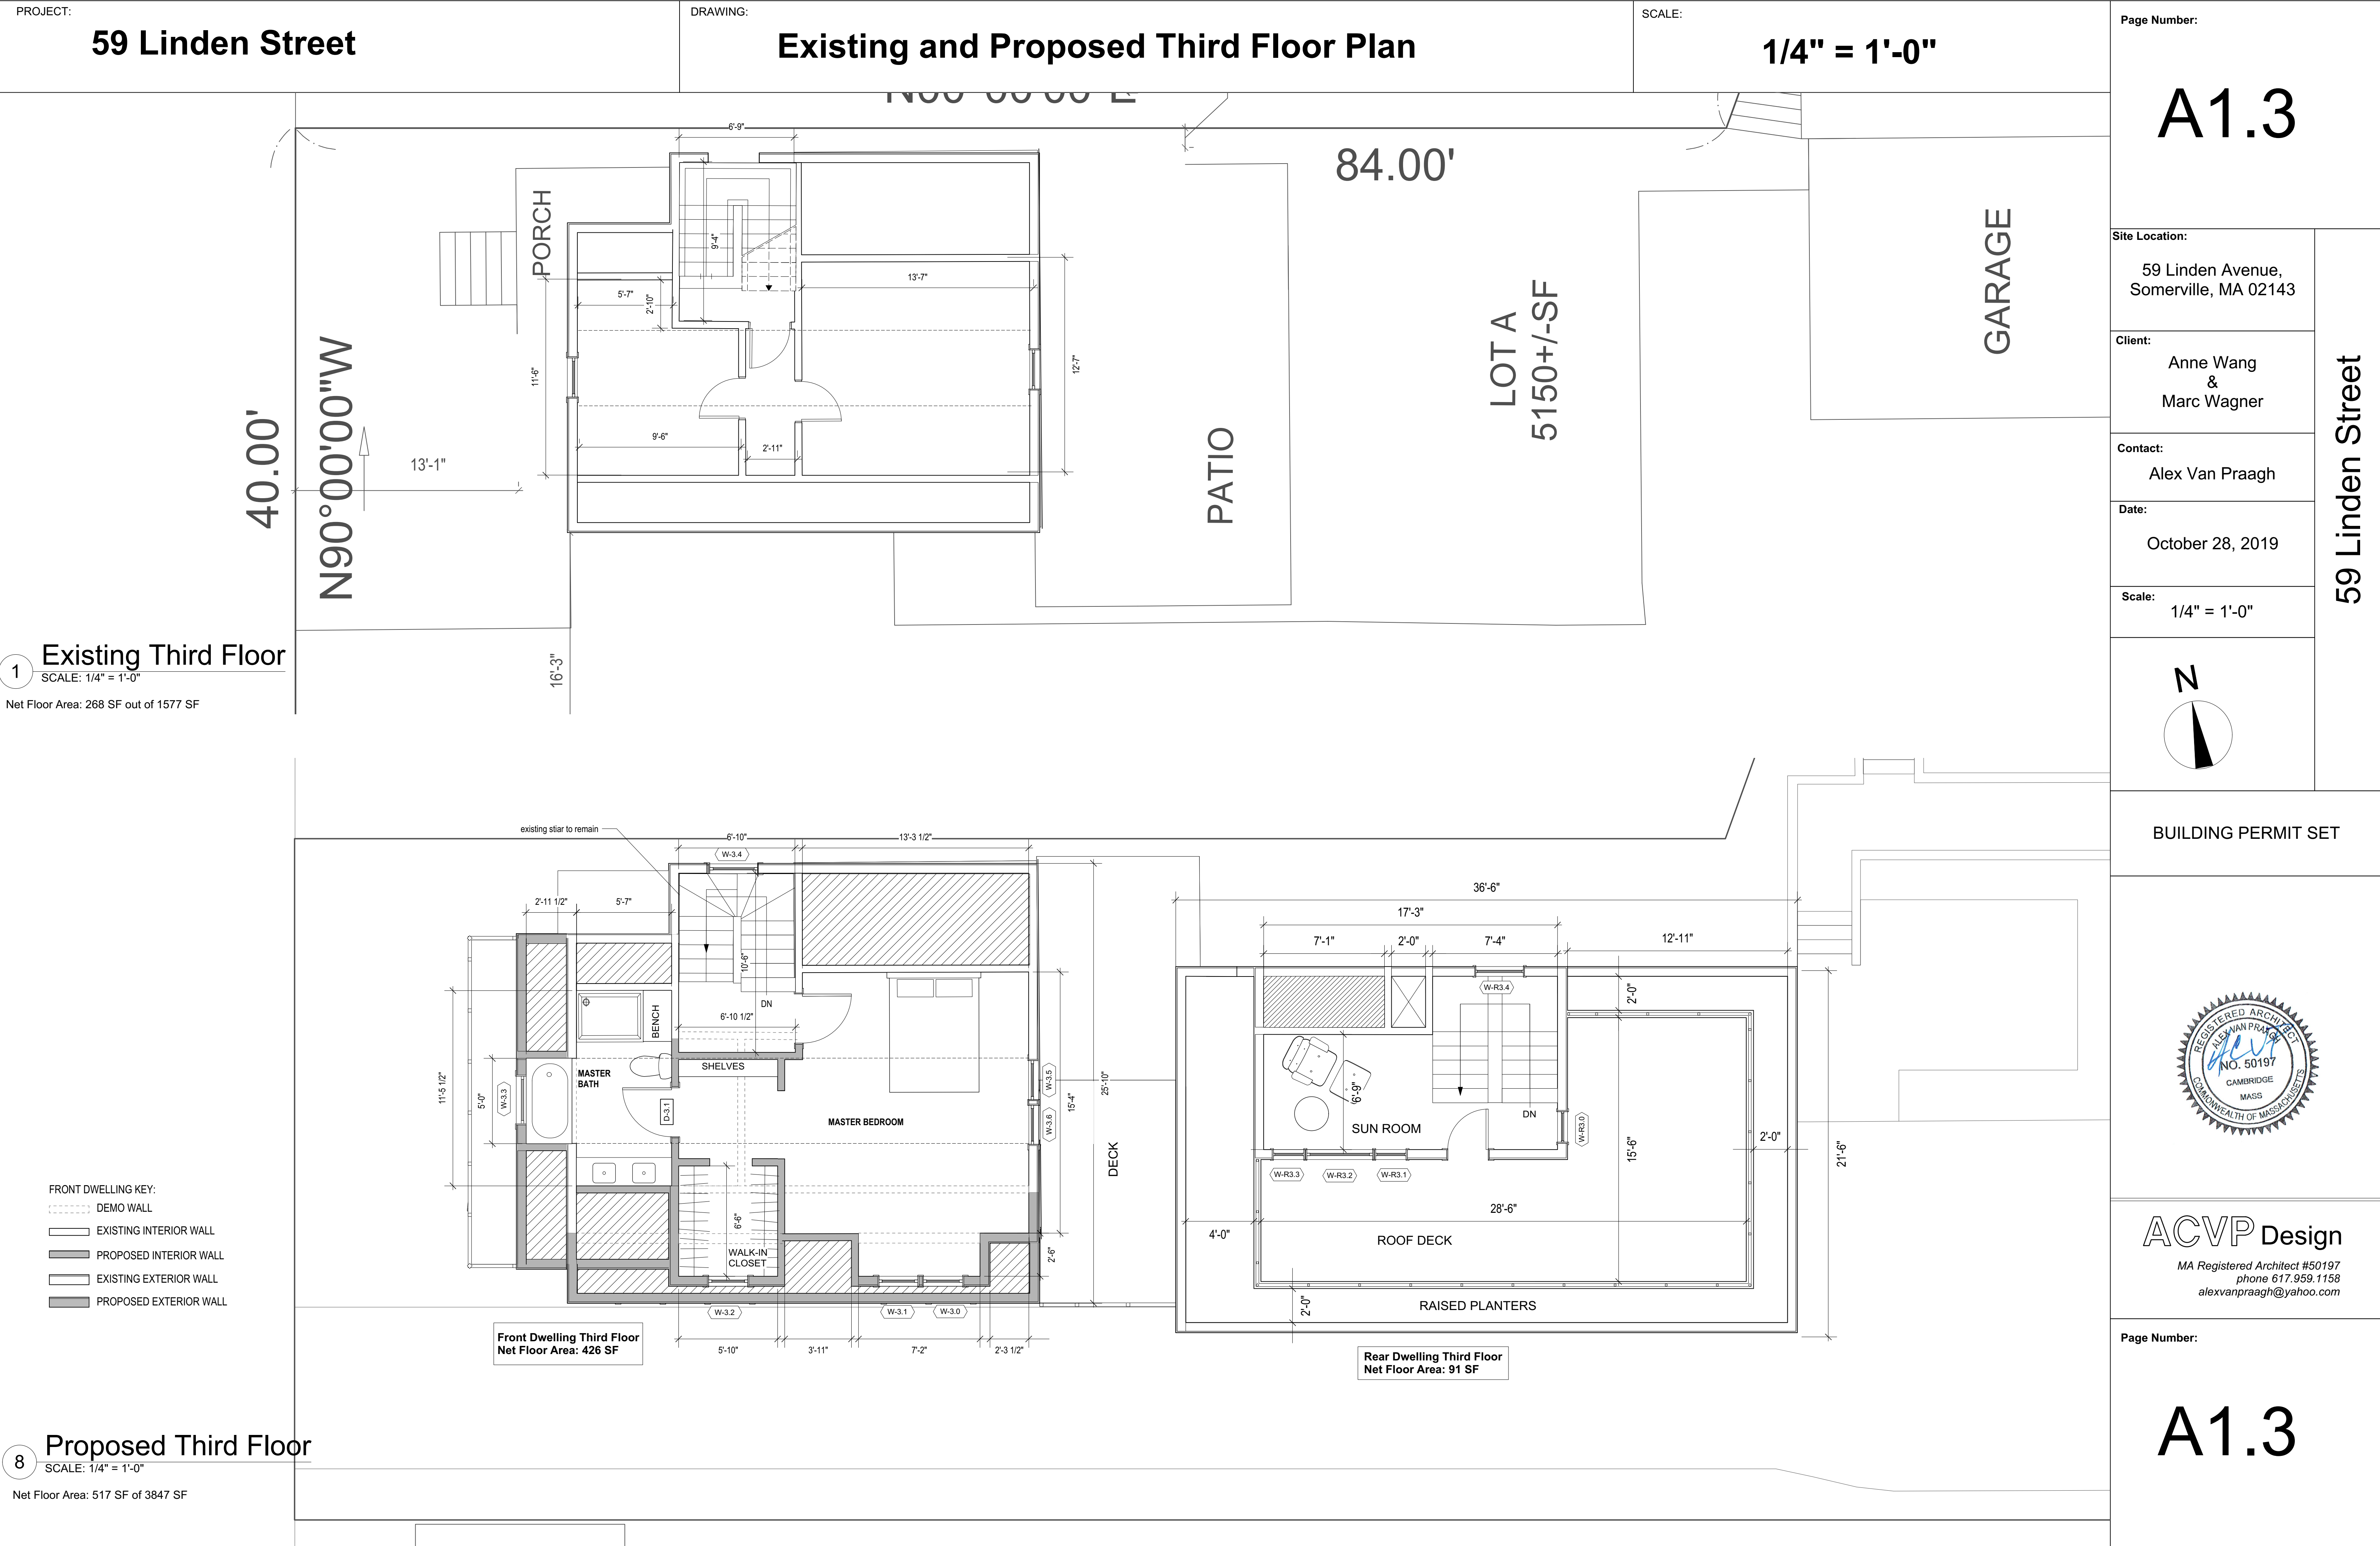 PROJECT:
59 Linden Street
DRAWING:
Existing and Proposed Third Floor Plan
SCALE:
1/4" = 1'-0"
Page Number:
A1.3
Site Location:
59 Linden Avenue,
Somerville, MA 02143
Client:
Anne Wang
&
Marc Wagner
Contact:
Alex Van Praagh
Date:
October 28, 2019
Scale:
1/4" = 1'-0"
59 Linden Street
N
BUILDING PERMIT SET
REGISTERED ARCHITECT
ALEX VAN PRAAGH
NO. 50197
CAMBRIDGE
MASS
COMMONWEALTH OF MASSACHUSETTS
ACVP Design
MA Registered Architect #50197
phone 617.959.1158
alexvanpraagh@yahoo.com
Page Number:
A1.3
6'-9"
84.00'
PORCH
9'-4"
5'-7"
2'-10"
13'-7"
11'-6"
12'-7"
9'-6"
2'-11"
40.00'
N90°00'00"W
13'-1"
16'-3"
PATIO
LOT A
5150+/-SF
GARAGE
1
Existing Third Floor
SCALE: 1/4" = 1'-0"
Net Floor Area: 268 SF out of 1577 SF
existing stiar to remain
6'-10"
13'-3 1/2"
W-3.4
2'-11 1/2"
5'-7"
10'-6"
DN
6'-10 1/2"
BENCH
SHELVES
MASTER
BATH
D-3.1
11'-5 1/2"
5'-0"
W-3.3
MASTER BEDROOM
W-3.5
W-3.6
15'-4"
25'-10"
DECK
6'-6"
WALK-IN
CLOSET
2'-6"
W-3.2
W-3.1
W-3.0
5'-10"
3'-11"
7'-2"
2'-3 1/2"
Front Dwelling Third Floor
Net Floor Area: 426 SF
36'-6"
17'-3"
7'-1"
2'-0"
7'-4"
12'-11"
W-R3.4
2'-0"
6'-9"
SUN ROOM
DN
W-R3.0
W-R3.3
W-R3.2
W-R3.1
15'-6"
2'-0"
21'-6"
28'-6"
4'-0"
ROOF DECK
2'-0"
RAISED PLANTERS
Rear Dwelling Third Floor
Net Floor Area: 91 SF
FRONT DWELLING KEY:
DEMO WALL
EXISTING INTERIOR WALL
PROPOSED INTERIOR WALL
EXISTING EXTERIOR WALL
PROPOSED EXTERIOR WALL
8
Proposed Third Floor
SCALE: 1/4" = 1'-0"
Net Floor Area: 517 SF of 3847 SF